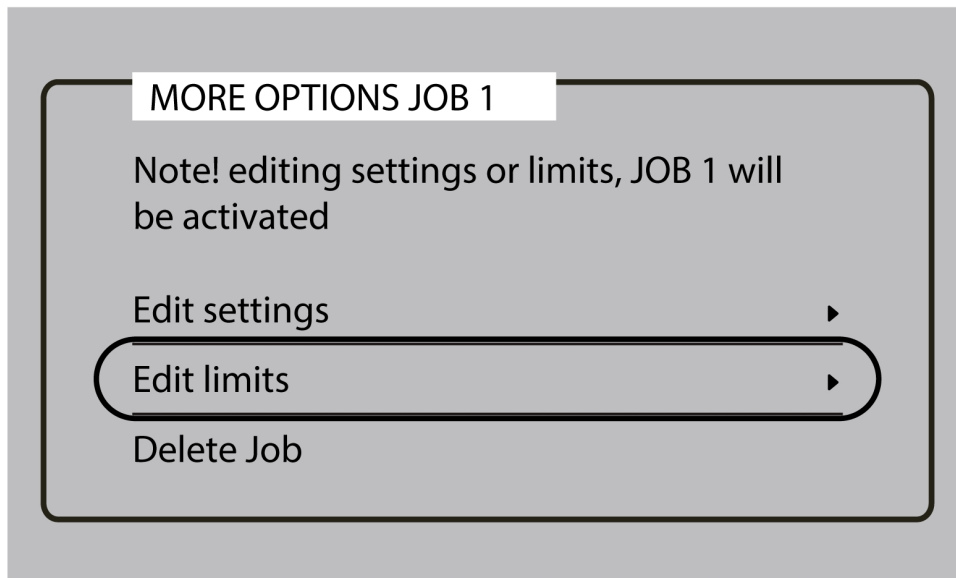 MORE OPTIONS JOB 1
Note! editing settings or limits, JOB 1 will
be activated
Edit settings
Edit limits
Delete Job